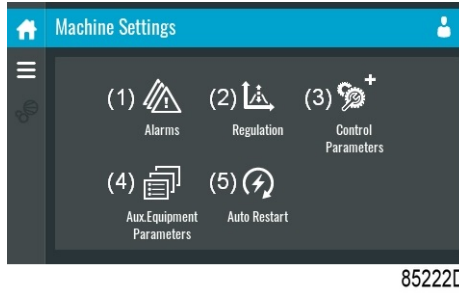 Machine Settings
(1) (2) (3)
Alarms Regulation Control
Parameters
(4) (5)
Aux.Equipment
Parameters Auto Restart
85222D